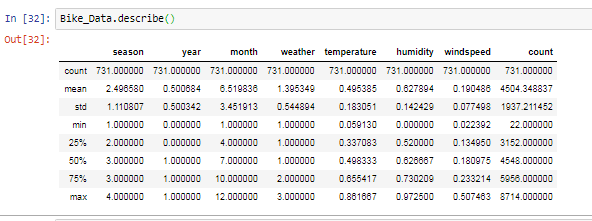 In [32]: Bike_Data.describe()
Out[32]:
season year month weather temperature humidity windspeed count
count 731.000000 731.000000 731.000000 731.000000 731.000000 731.000000 731.000000 731.000000
mean 2.496580 0.500684 6.519836 1.395349 0.495385 0.627894 0.190486 4504.348837
std 1.110807 0.500342 3.451913 0.544894 0.183051 0.142429 0.077498 1937.211452
min 1.000000 0.000000 1.000000 1.000000 0.059130 0.000000 0.022392 22.000000
25% 2.000000 0.000000 4.000000 1.000000 0.337083 0.520000 0.134950 3152.000000
50% 3.000000 1.000000 7.000000 1.000000 0.498333 0.626667 0.180975 4548.000000
75% 3.000000 1.000000 10.000000 2.000000 0.655417 0.730209 0.233214 5956.000000
max 4.000000 1.000000 12.000000 3.000000 0.861667 0.972500 0.507463 8714.000000